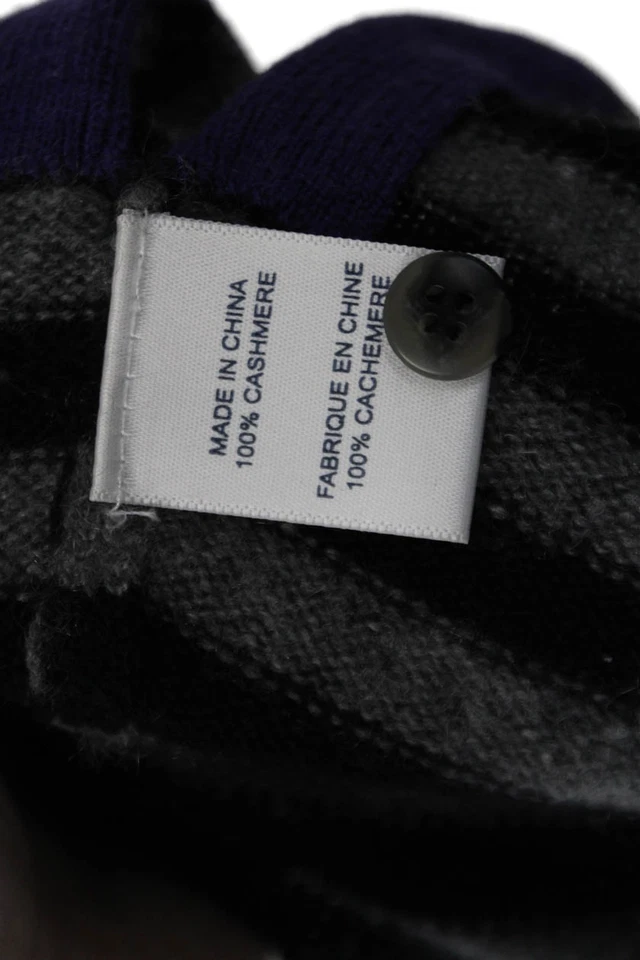 MADE IN CHINA
100% CASHMERE
FABRIQUE EN CHINE
100% CACHEMERE